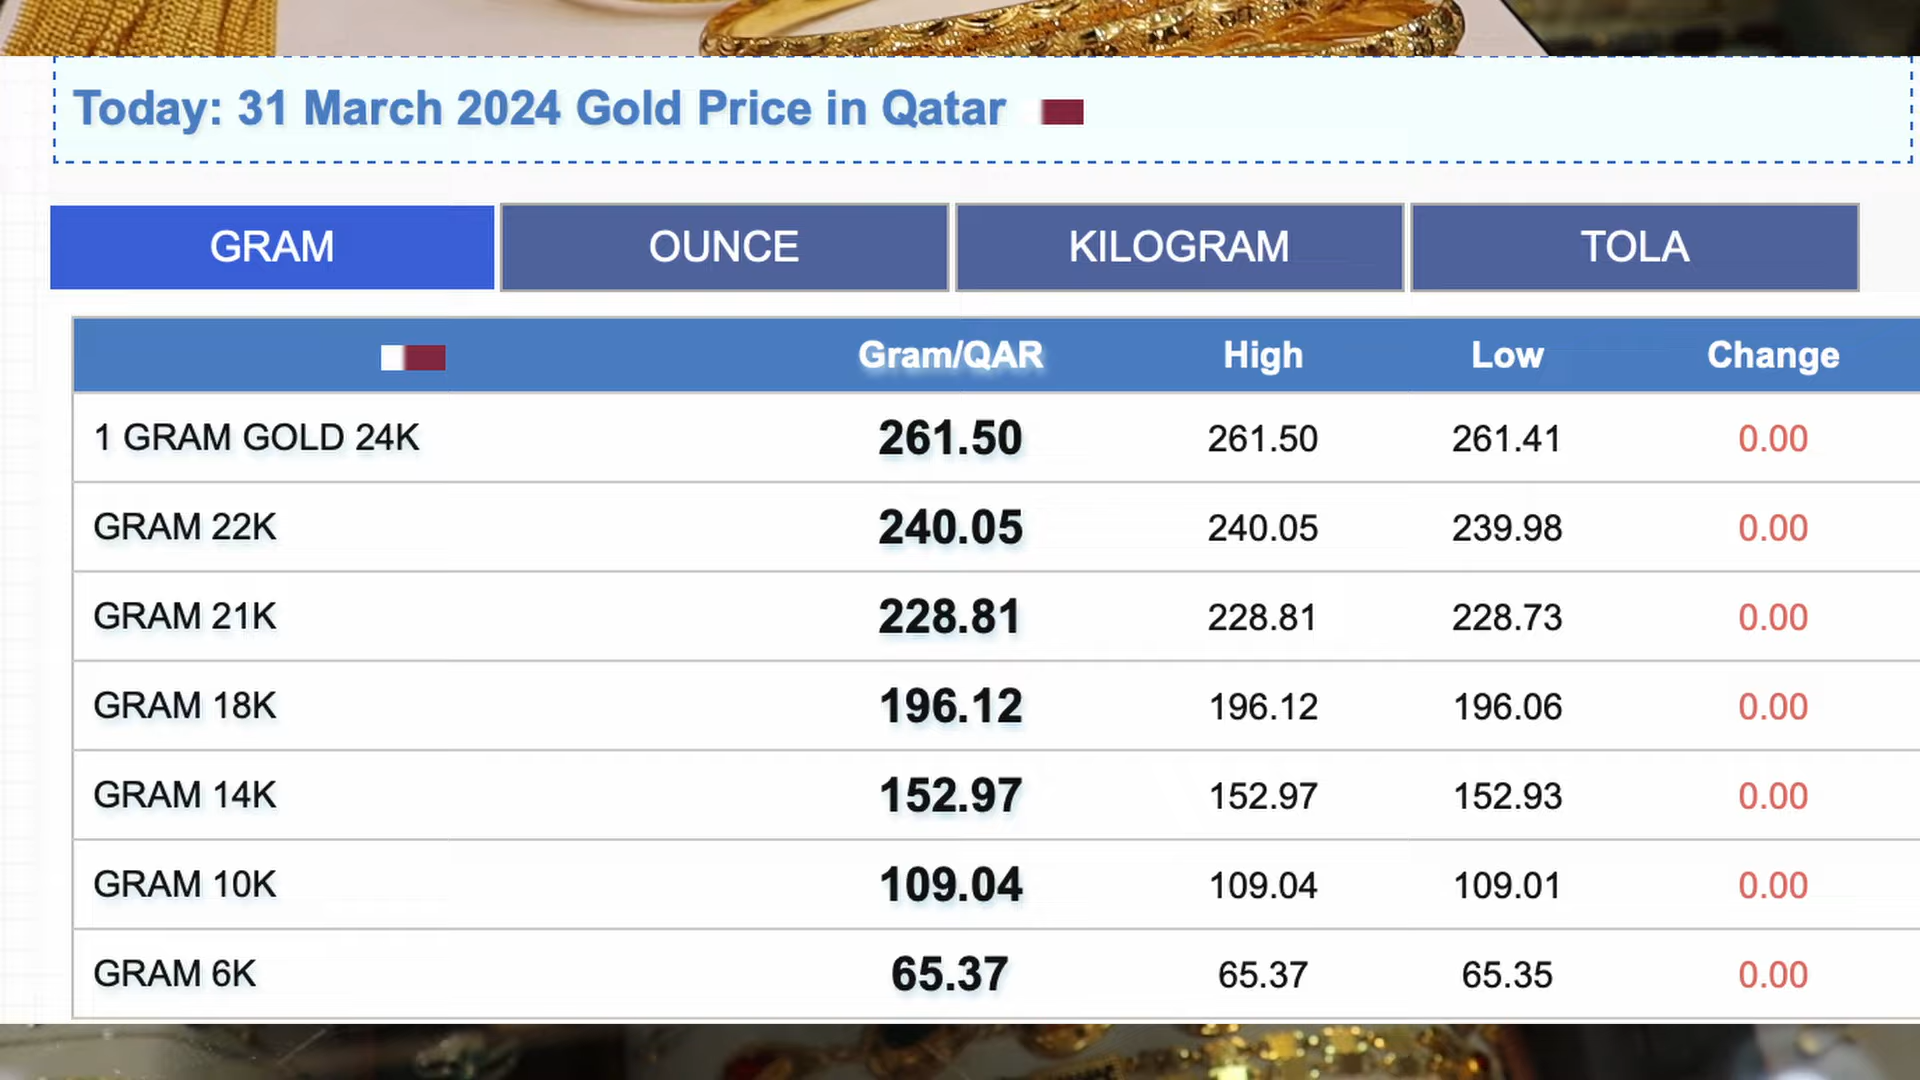 Today: 31 March 2024 Gold Price in Qatar
GRAM OUNCE KILOGRAM TOLA
Gram/QAR High Low Change
1 GRAM GOLD 24K 261.50 261.50 261.41 0.00
GRAM 22K 240.05 240.05 239.98 0.00
GRAM 21K 228.81 228.81 228.73 0.00
GRAM 18K 196.12 196.12 196.06 0.00
GRAM 14K 152.97 152.97 152.93 0.00
GRAM 10K 109.04 109.04 109.01 0.00
GRAM 6K 65.37 65.37 65.35 0.00